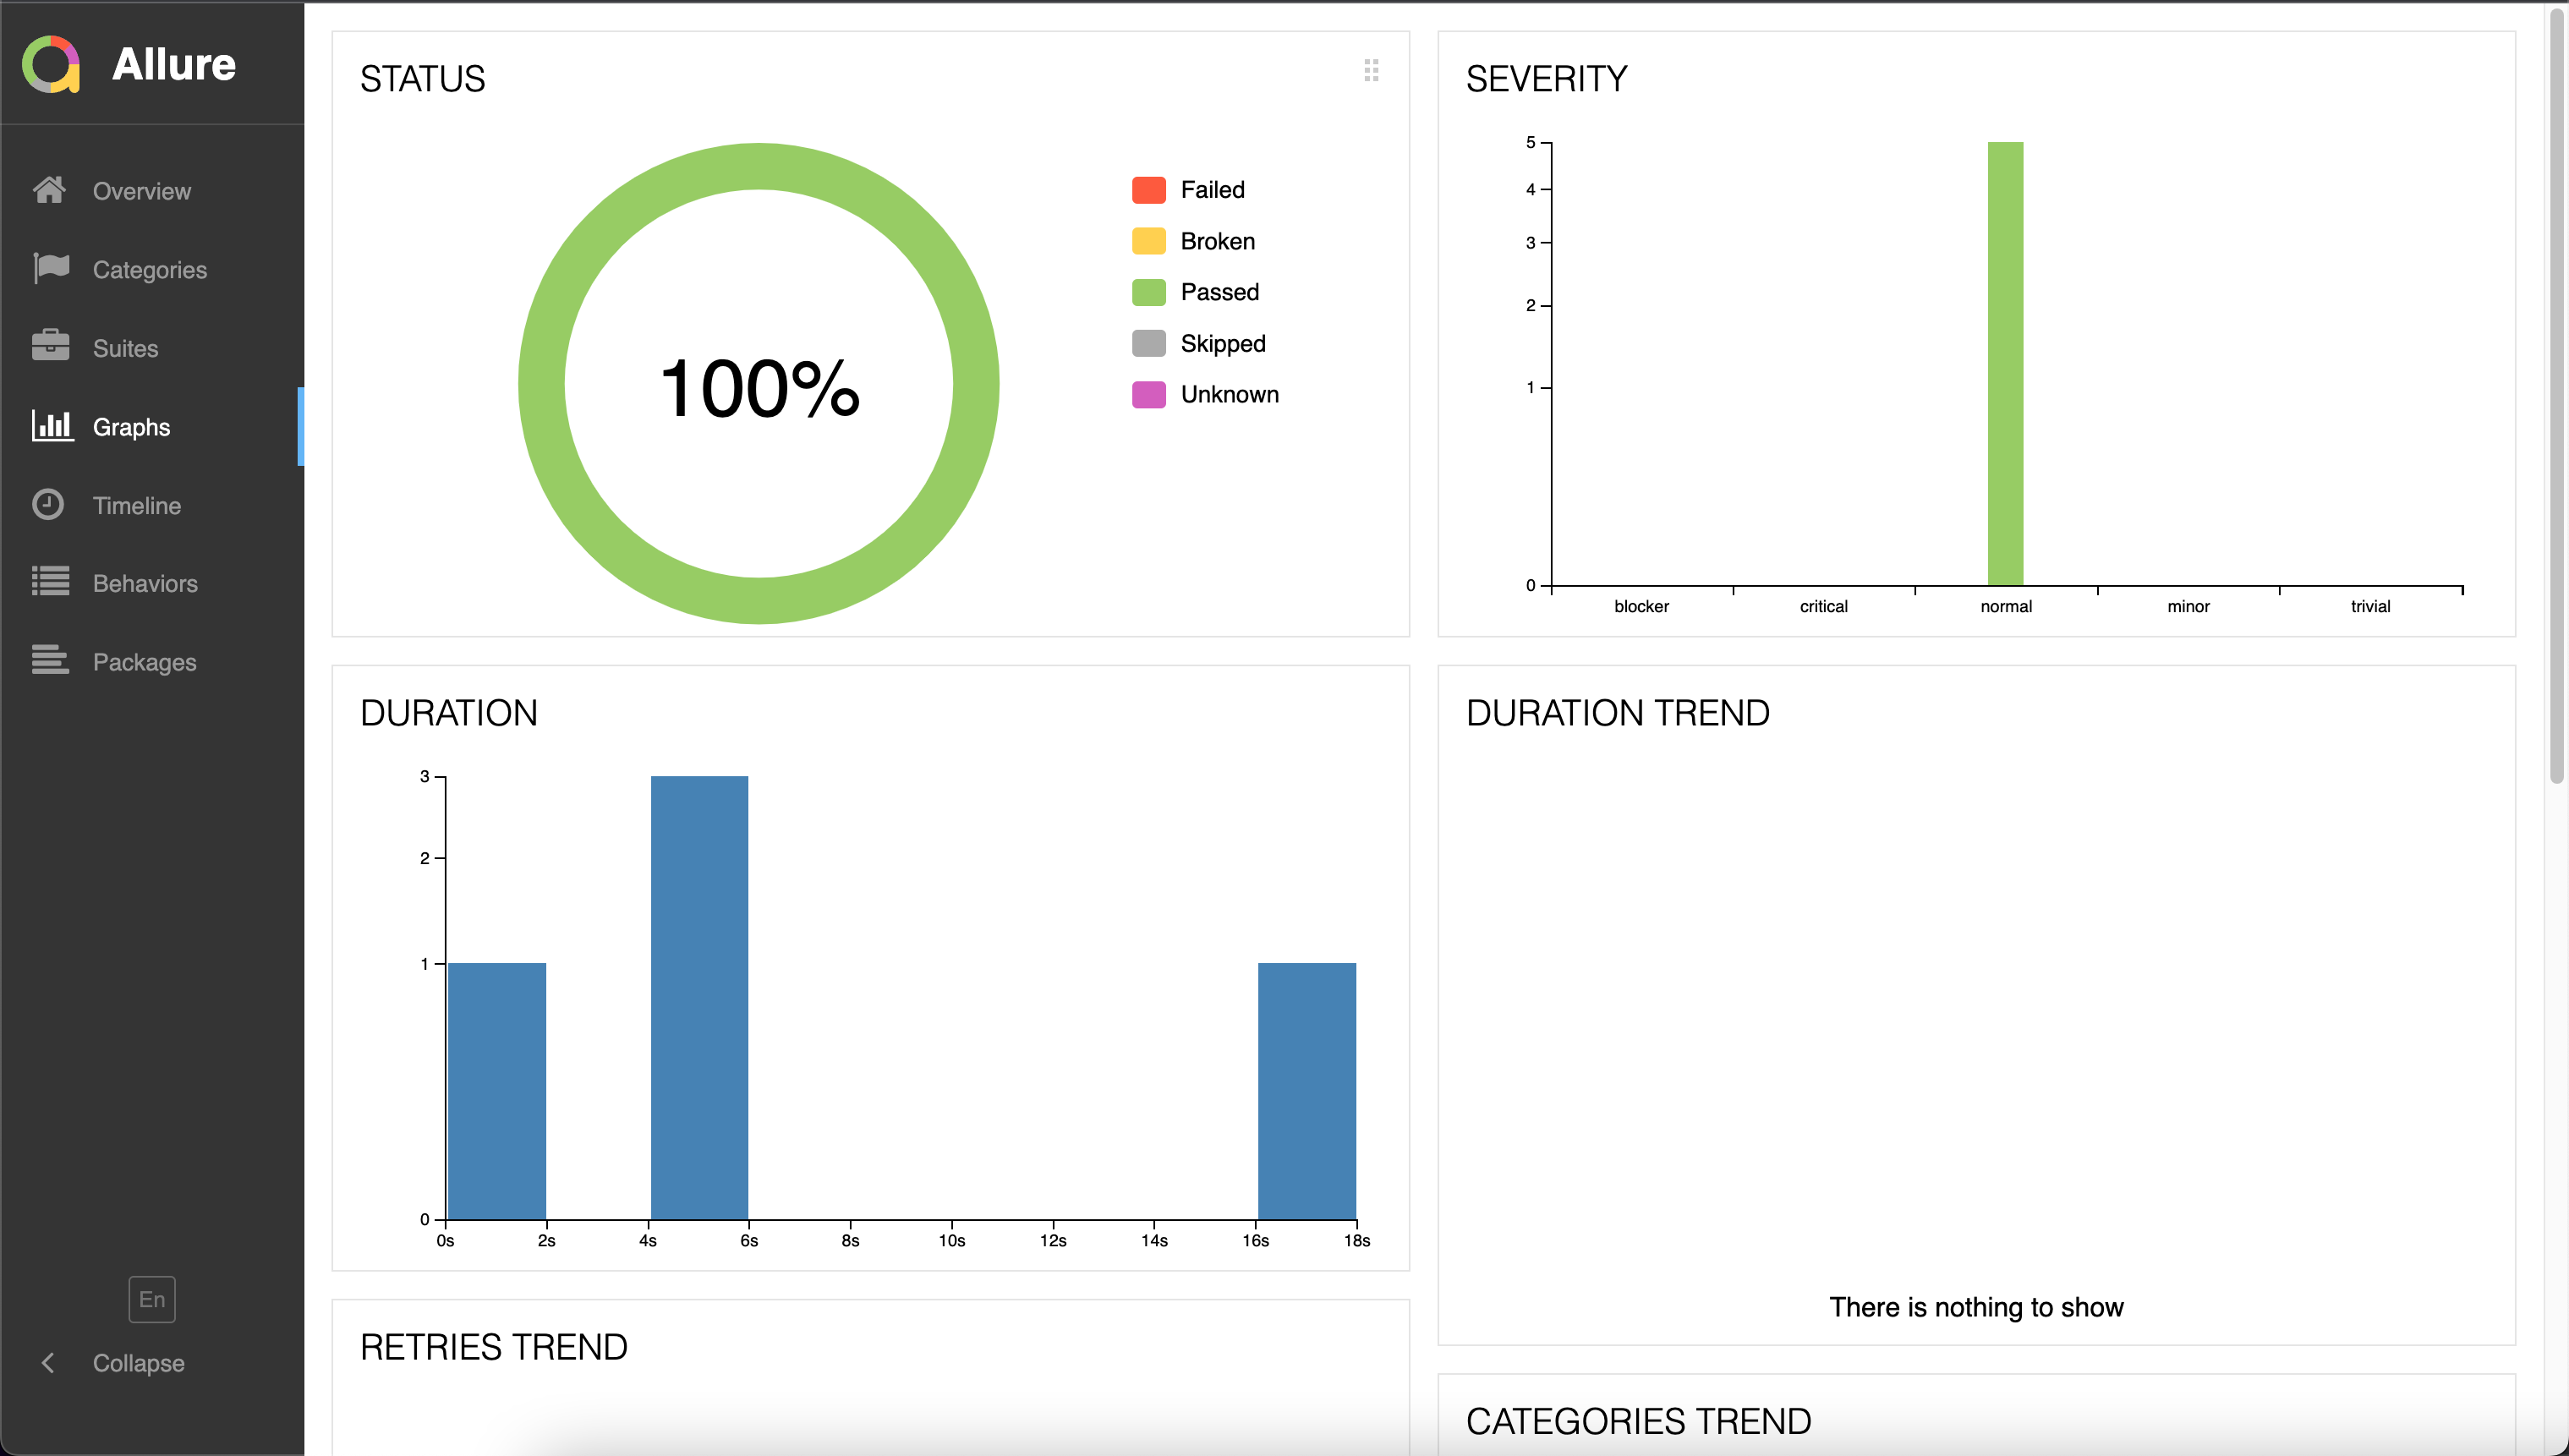 Allure
Overview
Categories
Suites
Graphs
Timeline
Behaviors
Packages
En
Collapse
STATUS
100%
Failed
Broken
Passed
Skipped
Unknown
SEVERITY
5
4
3
2
1
0
blocker critical normal minor trivial
DURATION
3
2
1
0
0s 2s 4s 6s 8s 10s 12s 14s 16s 18s
DURATION TREND
There is nothing to show
RETRIES TREND
CATEGORIES TREND